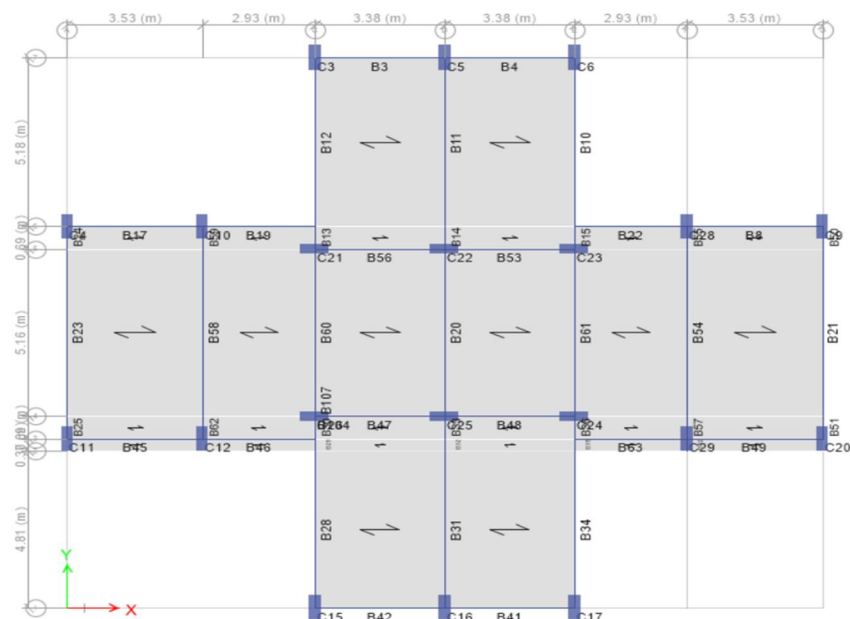 3.53 (m) 2.93 (m) 3.38 (m) 3.38 (m) 2.93 (m) 3.53 (m)
C3 B3 C5 B4 C6
5.18 (m)
B12 B11 B10
C10 B19 B13 B14 B15 B22 C28 B8
B17
C21 B56 C22 B53 C23
5.16 (m)
B23 B58 B60 B20 B61 B54 B21
B107
B25 B62 B47 C25 B48 C24 B57 B51
C11 B45 C12 B46 B63 C29 B49 C20
4.81 (m)
B28 B31 B34
Y
X
C15 B42 C16 B41 C17